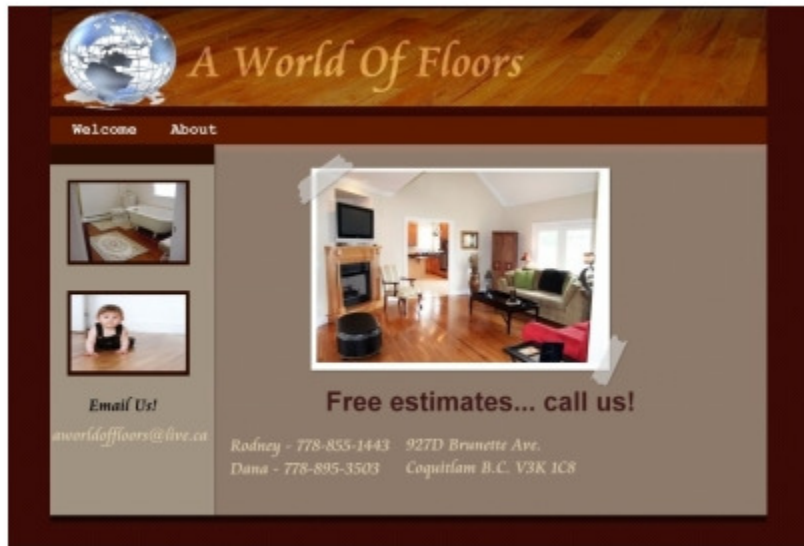 A World Of Floors
Welcome About
Email Us!
aworldoffloors@live.ca
Free estimates... call us!
Rodney - 778-855-1443 927D Brunette Ave.
Dana - 778-895-3503 Coquitlam B.C. V3K 1C8